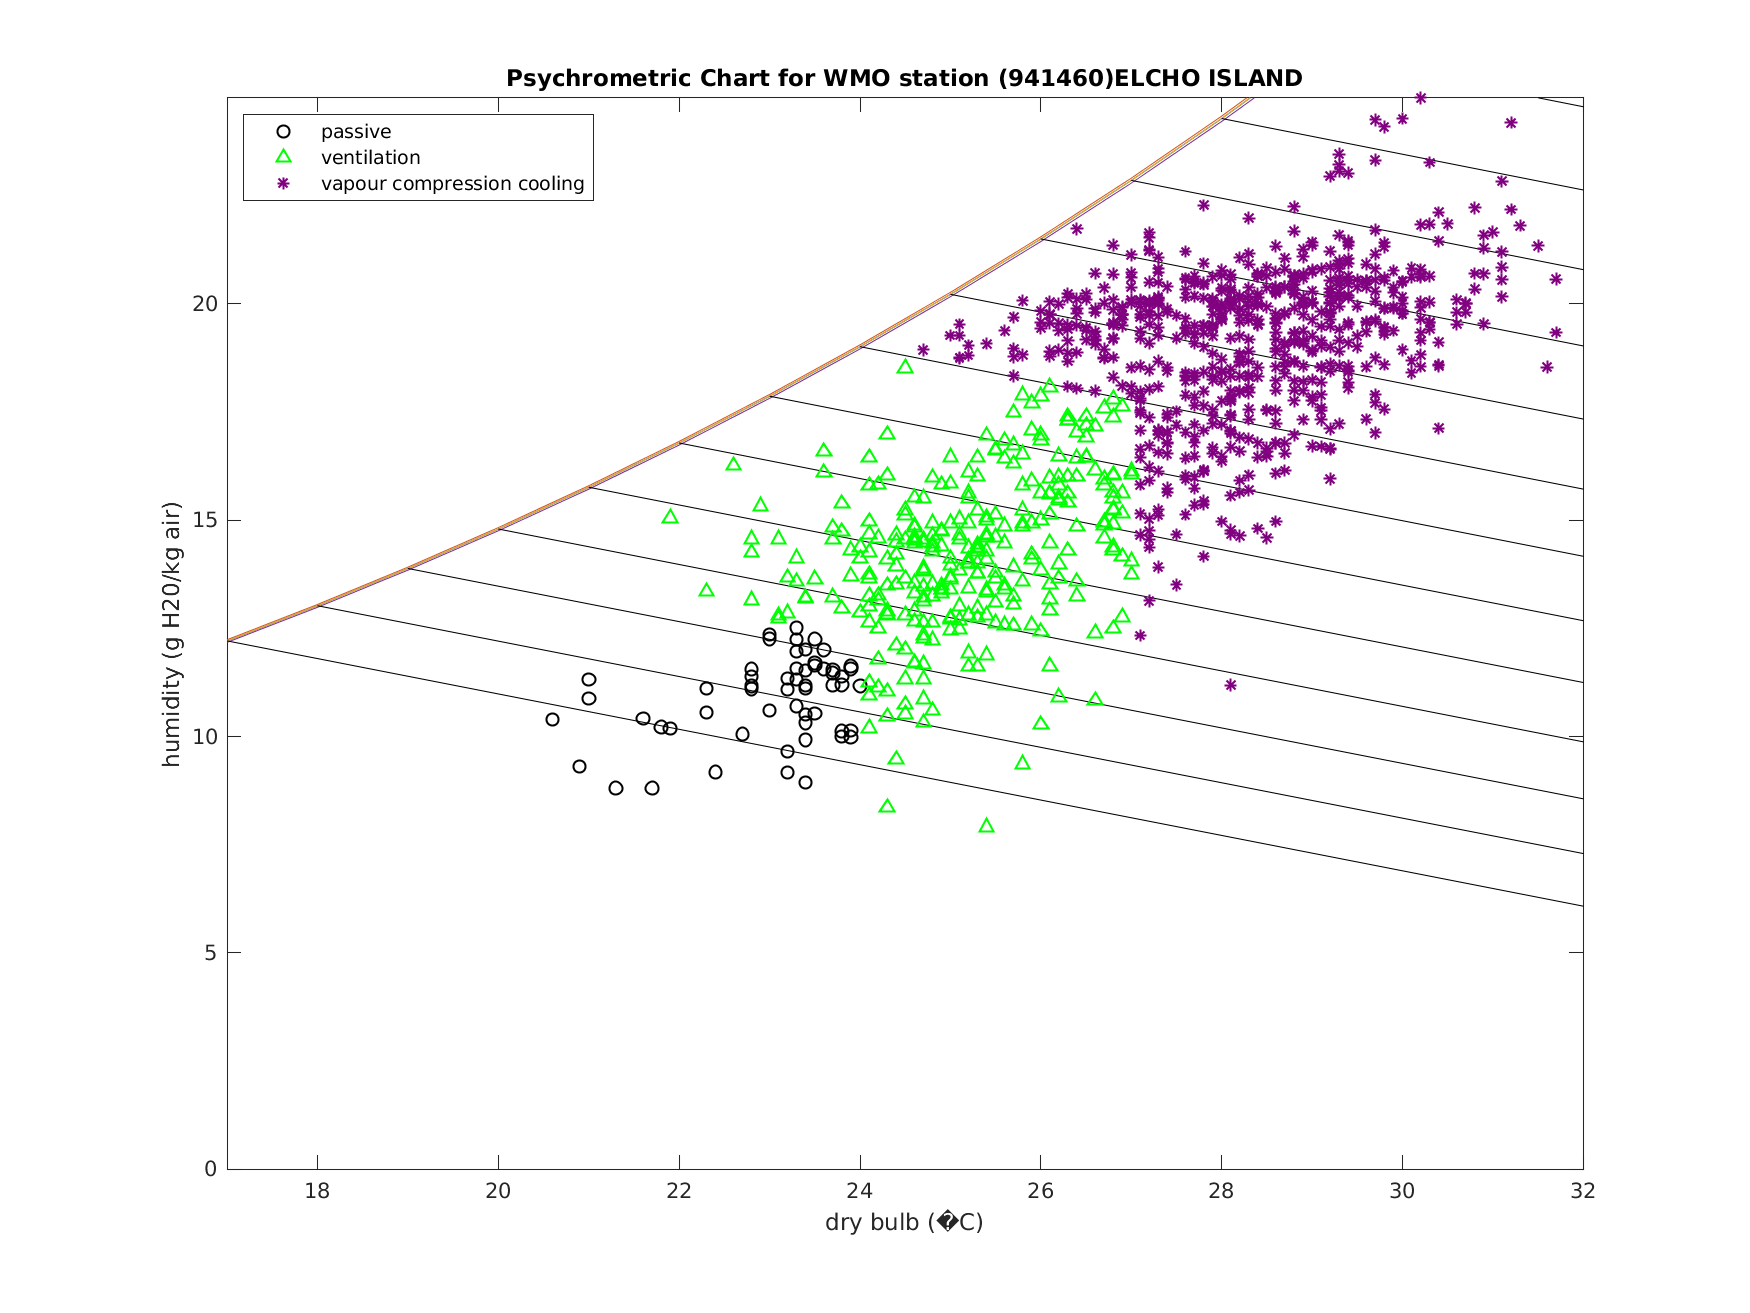 Psychrometric Chart for WMO station (941460)ELCHO ISLAND
passive
ventilation
vapour compression cooling
humidity (g H20/kg air)
20
15
10
5
0
18 20 22 24 26 28 30 32
dry bulb (�C)